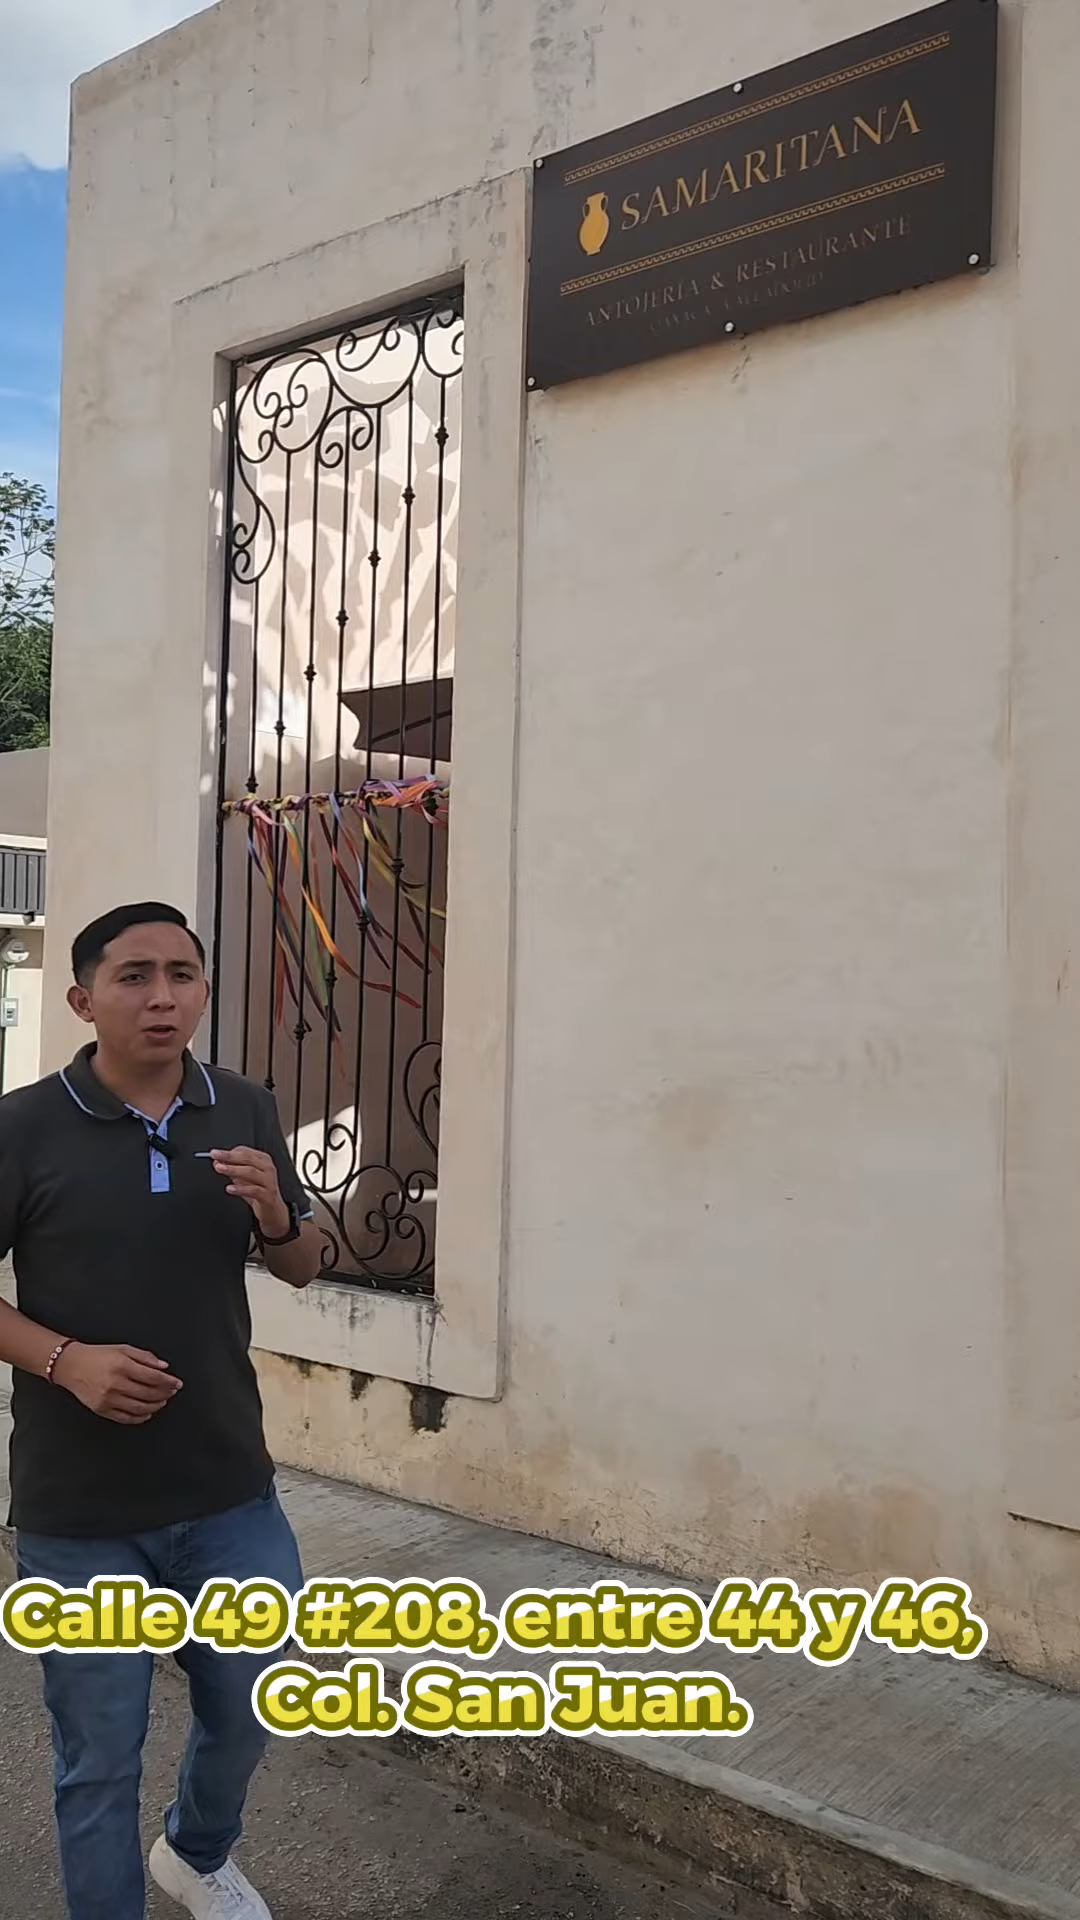 SAMARITANA
ANTOJERÍA & RESTAURANTE
Calle 49 #208, entre 44 y 46,
Col. San Juan.